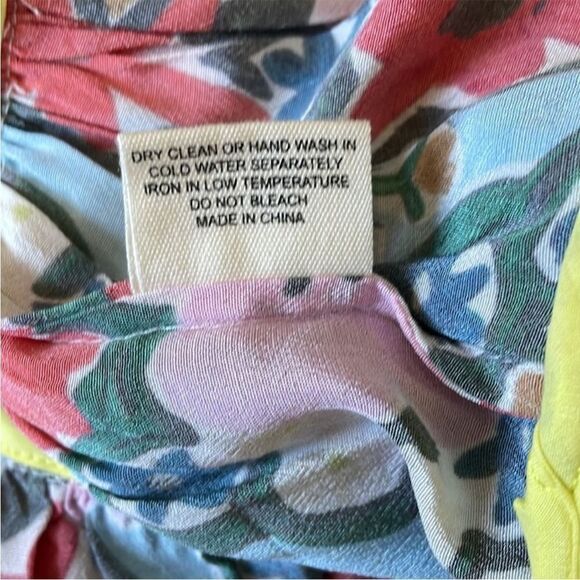 DRY CLEAN OR HAND WASH IN
COLD WATER SEPARATELY
IRON IN LOW TEMPERATURE
DO NOT BLEACH
MADE IN CHINA